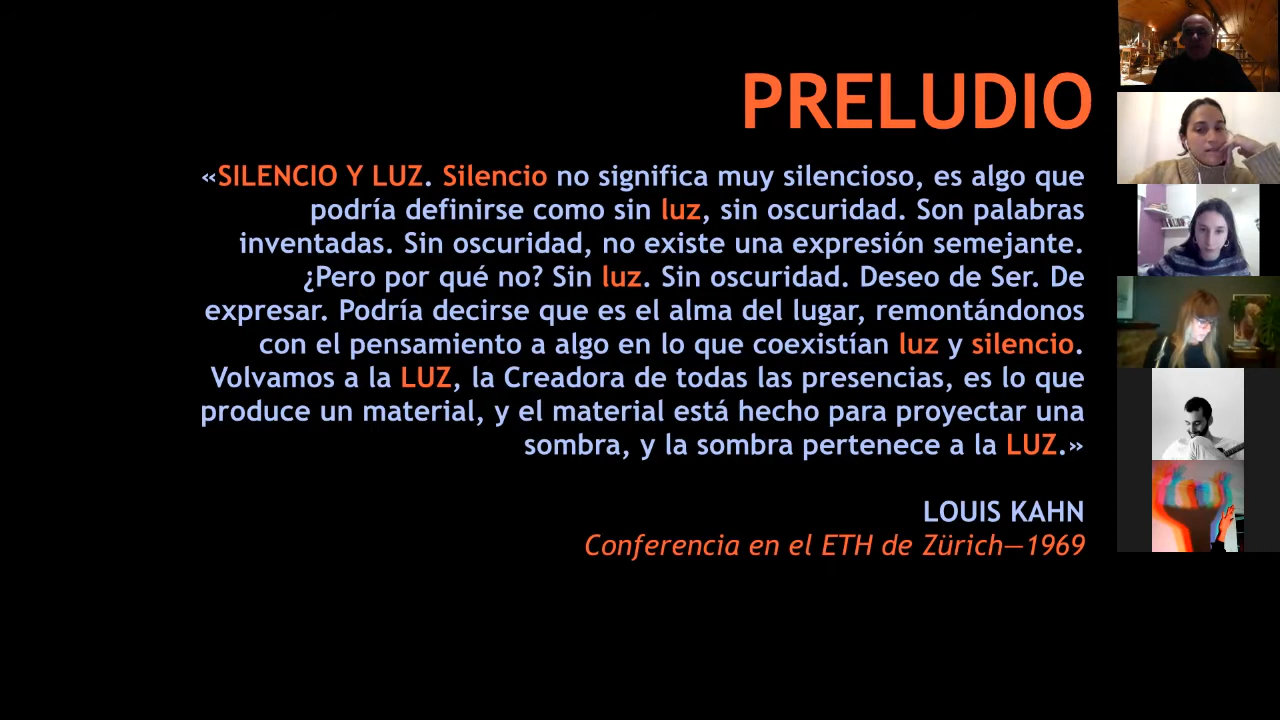 PRELUDIO
«SILENCIO Y LUZ. Silencio no significa muy silencioso, es algo que
podría definirse como sin luz, sin oscuridad. Son palabras
inventadas. Sin oscuridad, no existe una expresión semejante.
¿Pero por qué no? Sin luz. Sin oscuridad. Deseo de Ser. De
expresar. Podría decirse que es el alma del lugar, remontándonos
con el pensamiento a algo en lo que coexistían luz y silencio.
Volvamos a la LUZ, la Creadora de todas las presencias, es lo que
produce un material, y el material está hecho para proyectar una
sombra, y la sombra pertenece a la LUZ.»
LOUIS KAHN
Conferencia en el ETH de Zürich—1969